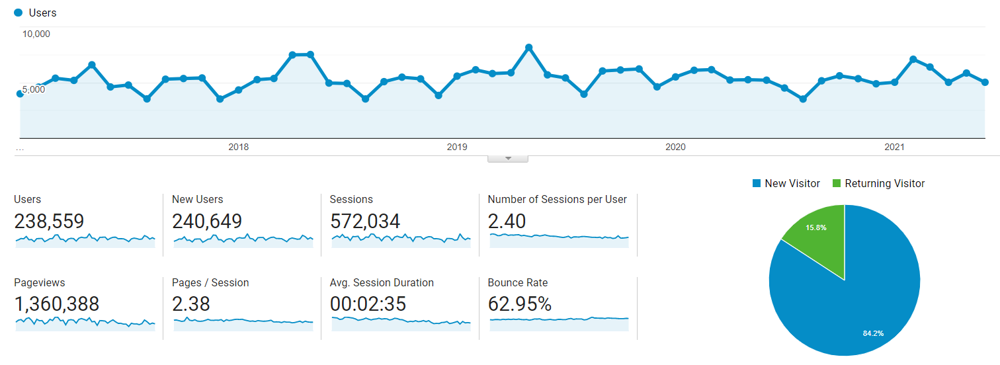 Users
10,000
5,000
...
2018
2019
2020
2021
New Visitor
Returning Visitor
Users
238,559
New Users
240,649
Sessions
572,034
Number of Sessions per User
2.40
Pageviews
1,360,388
Pages / Session
2.38
Avg. Session Duration
00:02:35
Bounce Rate
62.95%
15.8%
84.2%